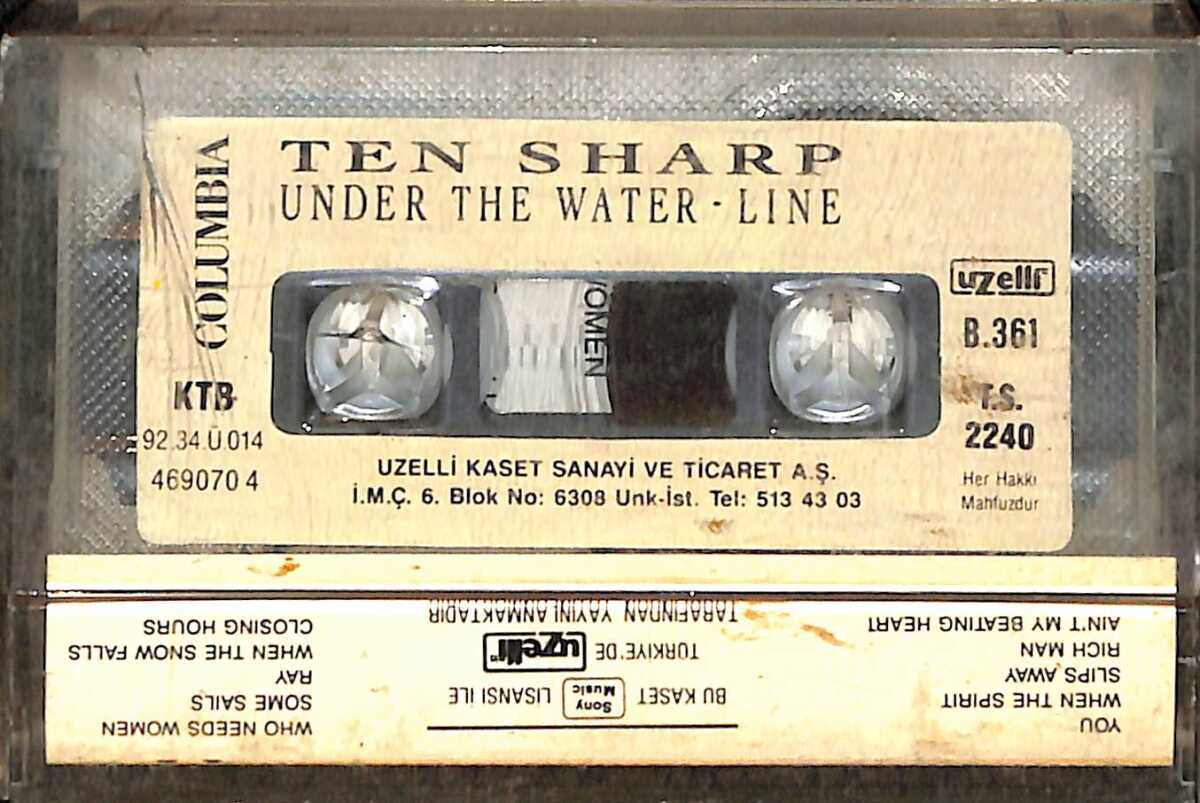 COLUMBIA
TEN SHARP
UNDER THE WATER - LINE
uzelli
B.361
KTB
92.34.Ü.014
469070 4
T.S.
2240
Her Hakkı
Mahfuzdur
OMEN
UZELLİ KASET SANAYİ VE TİCARET A.Ş.
İ.M.Ç. 6. Blok No: 6308 Unk-İst. Tel: 513 43 03
YOU
WHEN THE SPIRIT
SLIPS AWAY
RICH MAN
AIN'T MY BEATING HEART
BU KASET Sony Music LISANSI ILE
TÜRKİYE'DE uzelli
TARAFINDAN YAYINLANMAKTADIR
WHO NEEDS WOMEN
SOME SAILS
RAY
WHEN THE SNOW FALLS
CLOSING HOURS